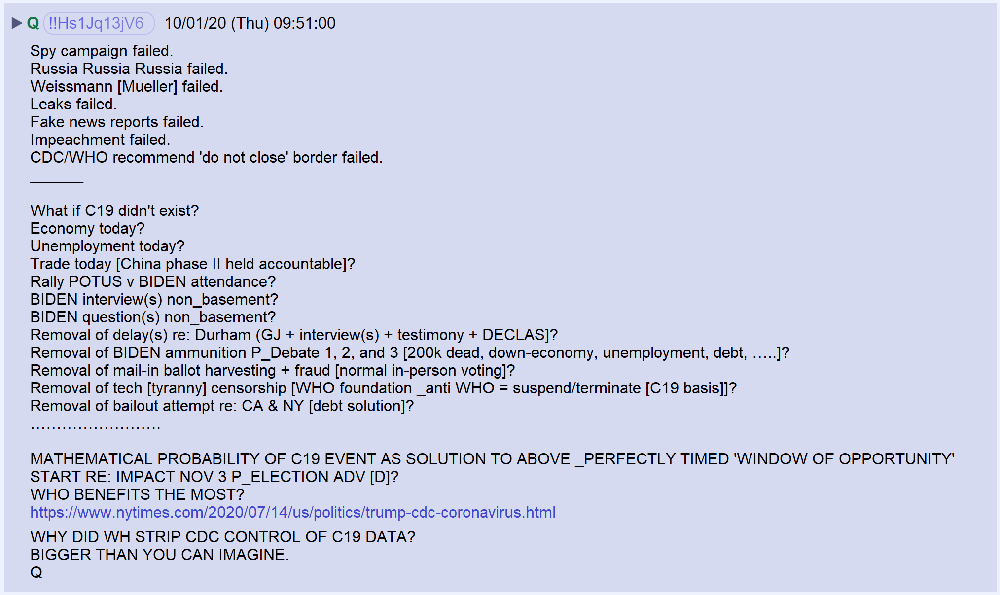 Q !!Hs1Jq13jV6 10/01/20 (Thu) 09:51:00
Spy campaign failed.
Russia Russia Russia failed.
Weissmann [Mueller] failed.
Leaks failed.
Fake news reports failed.
Impeachment failed.
CDC/WHO recommend 'do not close' border failed.
______
What if C19 didn't exist?
Economy today?
Unemployment today?
Trade today [China phase II held accountable]?
Rally POTUS v BIDEN attendance?
BIDEN interview(s) non_basement?
BIDEN question(s) non_basement?
Removal of delay(s) re: Durham (GJ + interview(s) + testimony + DECLAS]?
Removal of BIDEN ammunition P_Debate 1, 2, and 3 [200k dead, down-economy, unemployment, debt, …..]?
Removal of mail-in ballot harvesting + fraud [normal in-person voting]?
Removal of tech [tyranny] censorship [WHO foundation _anti WHO = suspend/terminate [C19 basis]]?
Removal of bailout attempt re: CA & NY [debt solution]?
…………………….
MATHEMATICAL PROBABILITY OF C19 EVENT AS SOLUTION TO ABOVE _PERFECTLY TIMED 'WINDOW OF OPPORTUNITY'
START RE: IMPACT NOV 3 P_ELECTION ADV [D]?
WHO BENEFITS THE MOST?
https://www.nytimes.com/2020/07/14/us/politics/trump-cdc-coronavirus.html
WHY DID WH STRIP CDC CONTROL OF C19 DATA?
BIGGER THAN YOU CAN IMAGINE.
Q